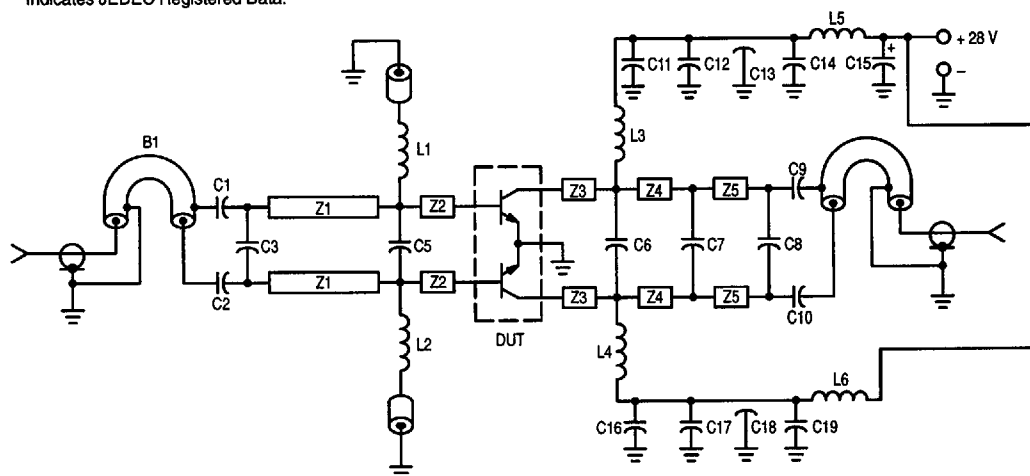 Indicates JEDEC Registered Data.
L5
+ 28 V
+
C11
C12
C13
C14
C15
–
L3
L1
B1
C1
C9
Z1
Z2
Z3
Z4
Z5
C3
C5
C6
C7
C8
Z1
Z2
Z3
Z4
Z5
C2
C10
DUT
L2
L4
L6
C16
C17
C18
C19